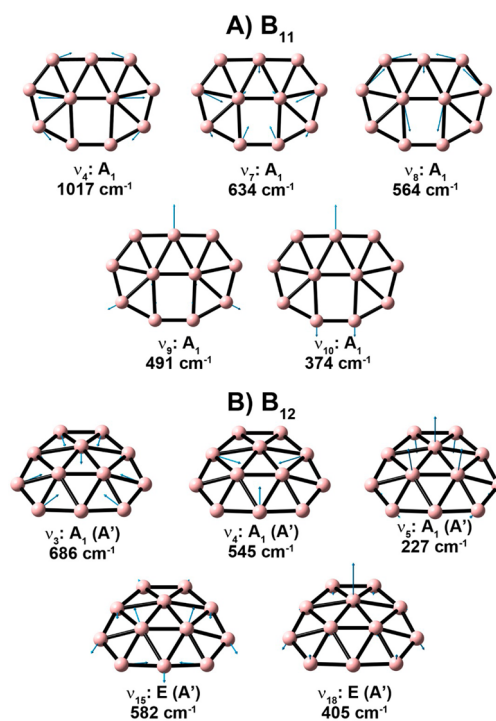 A) B₁₁
ν₄: A₁
1017 cm⁻¹
ν₇: A₁
634 cm⁻¹
ν₈: A₁
564 cm⁻¹
ν₉: A₁
491 cm⁻¹
ν₁₀: A₁
374 cm⁻¹
B) B₁₂
ν₃: A₁ (A')
686 cm⁻¹
ν₄: A₁ (A')
545 cm⁻¹
ν₅: A₁ (A')
227 cm⁻¹
ν₁₅: E (A')
582 cm⁻¹
ν₁₈: E (A')
405 cm⁻¹